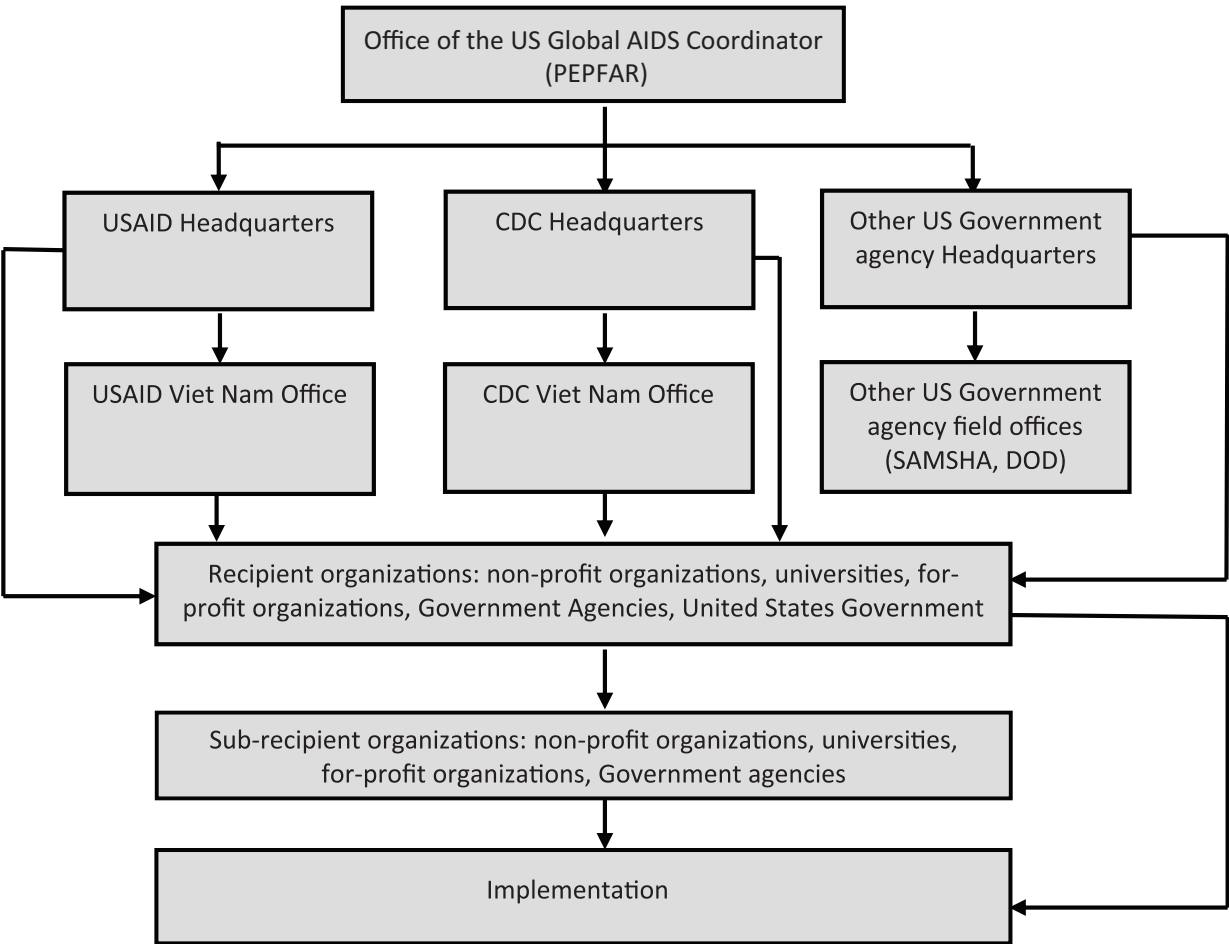 Office of the US Global AIDS Coordinator
(PEPFAR)
USAID Headquarters
CDC Headquarters
Other US Government
agency Headquarters
USAID Viet Nam Office
CDC Viet Nam Office
Other US Government
agency field offices
(SAMSHA, DOD)
Recipient organizations: non-profit organizations, universities, for-
profit organizations, Government Agencies, United States Government
Sub-recipient organizations: non-profit organizations, universities,
for-profit organizations, Government agencies
Implementation